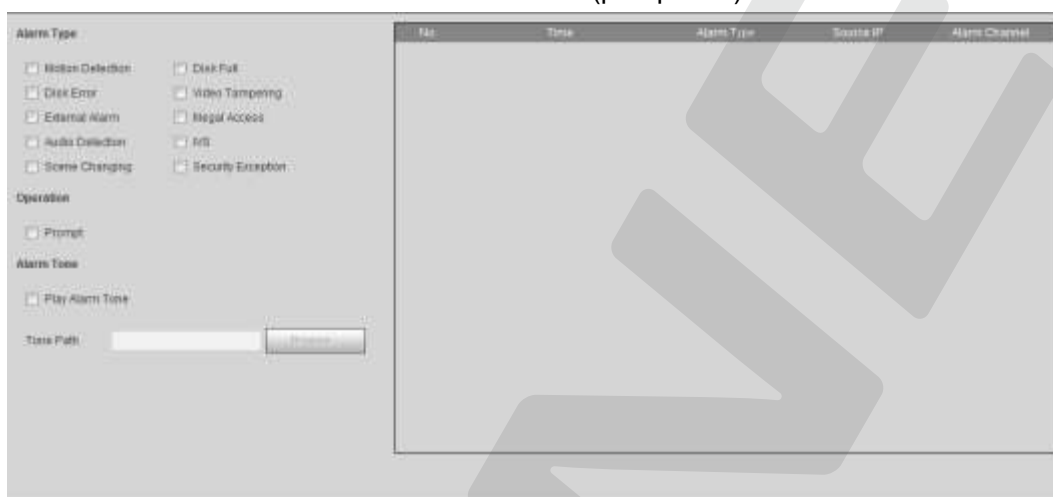 Alarm Type
Motion Detection
Disk Full
Disk Error
Video Tampering
External Alarm
Illegal Access
Audio Detection
IVS
Scene Changing
Security Exception
Operation
Prompt
Alarm Tone
Play Alarm Tone
Tone Path
Browse
No.
Time
Alarm Type
Source IP
Alarm Channel